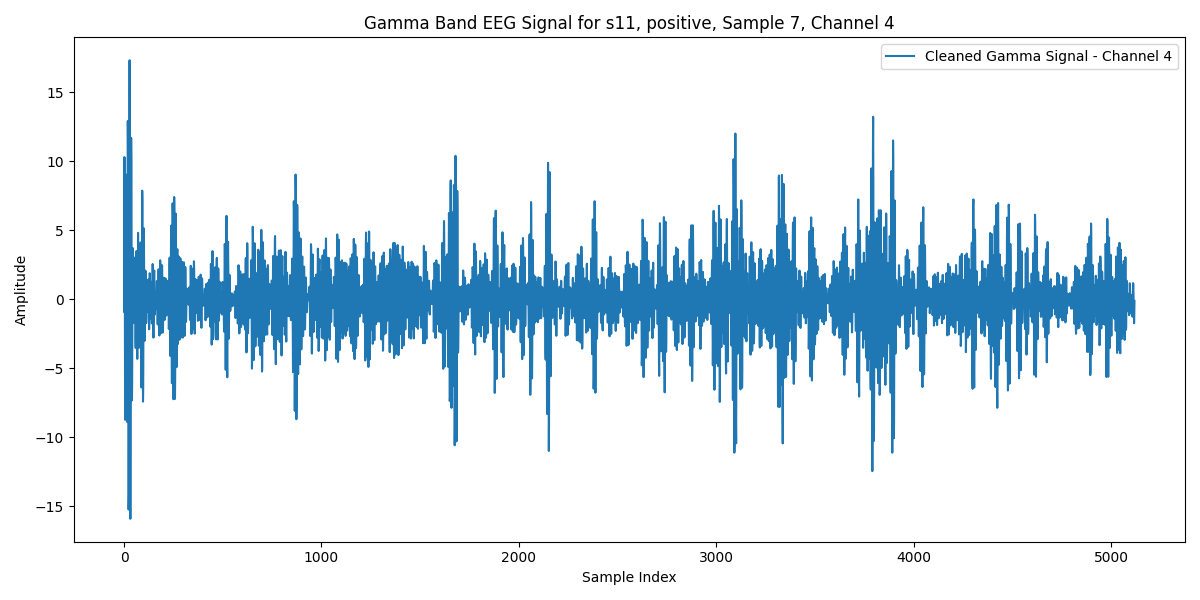 Gamma Band EEG Signal for s11, positive, Sample 7, Channel 4
Cleaned Gamma Signal - Channel 4
Amplitude
15
10
5
0
−5
−10
−15
0 1000 2000 3000 4000 5000
Sample Index